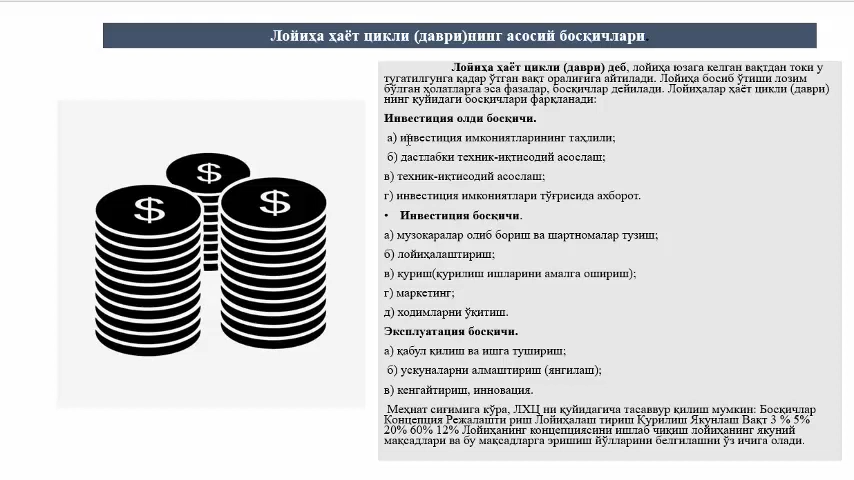 Лойиҳа ҳаёт цикли (даври)нинг асосий босқичлари.
Лойиҳа ҳаёт цикли (даври) деб, лойиҳа юзага келган вақтдан токи у
тугатилгунга қадар ўтган вақт оралиғига айтилади. Лойиҳа босиб ўтиши лозим
бўлган ҳолатларга эса фазалар, босқичлар дейилади. Лойиҳалар ҳаёт цикли (даври)
нинг қуйидаги босқичлари фарқланади:
Инвестиция олди босқичи.
а) инвестиция имкониятларининг таҳлили;
б) дастлабки техник-иқтисодий асослаш;
в) техник-иқтисодий асослаш;
г) инвестиция имкониятлари тўғрисида ахборот.
• Инвестиция босқичи.
а) музокаралар олиб бориш ва шартномалар тузиш;
б) лойиҳалаштириш;
в) қуриш(қурилиш ишларини амалга ошириш);
г) маркетинг;
д) ходимларни ўқитиш.
Эксплуатация босқичи.
а) қабул қилиш ва ишга тушириш;
б) ускуналарни алмаштириш (янгилаш);
в) кенгайтириш, инновация.
Меҳнат сиғимига кўра, ЛХЦ ни қуйидагича тасаввур қилиш мумкин: Босқичлар
Концепция Режалашти риш Лойиҳалаш тириш Қурилиш Якунлаш Вақт 3 % 5%
20% 60% 12% Лойиҳанинг концепциясини ишлаб чиқиш лойиҳанинг якуний
мақсадлари ва бу мақсадларга эришиш йўлларини белгилашни ўз ичига олади.
$
$
$